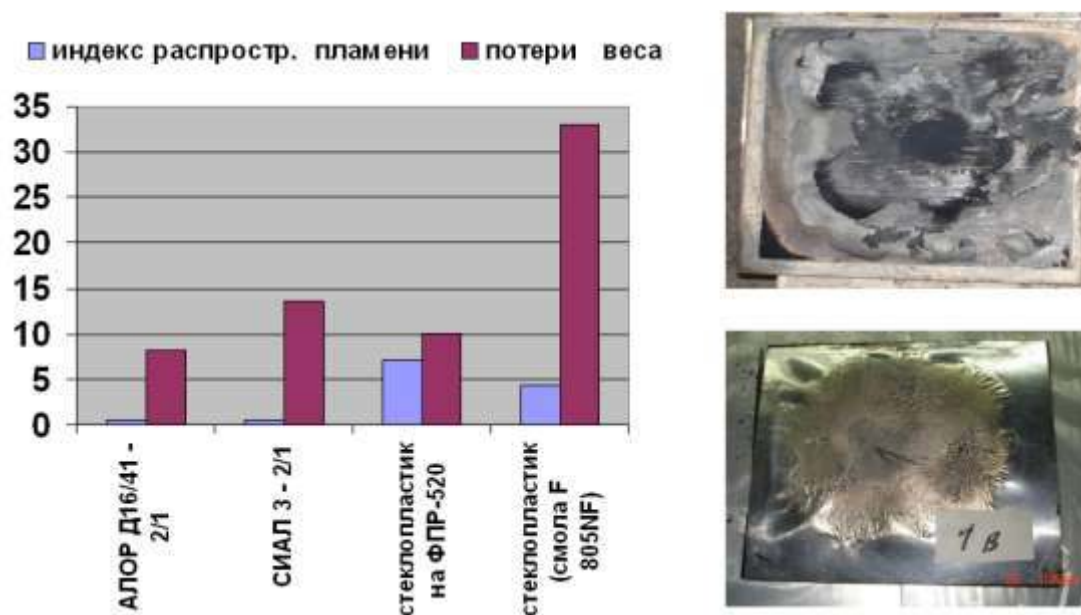 индекс распростр. пламени потери веса
35
30
25
20
15
10
5
0
АЛОР Д16/41 -
2/1
СИАЛ 3 - 2/1
стеклопластик
на ФПР-520
стеклопластик
(смола F
805NF)
1 В